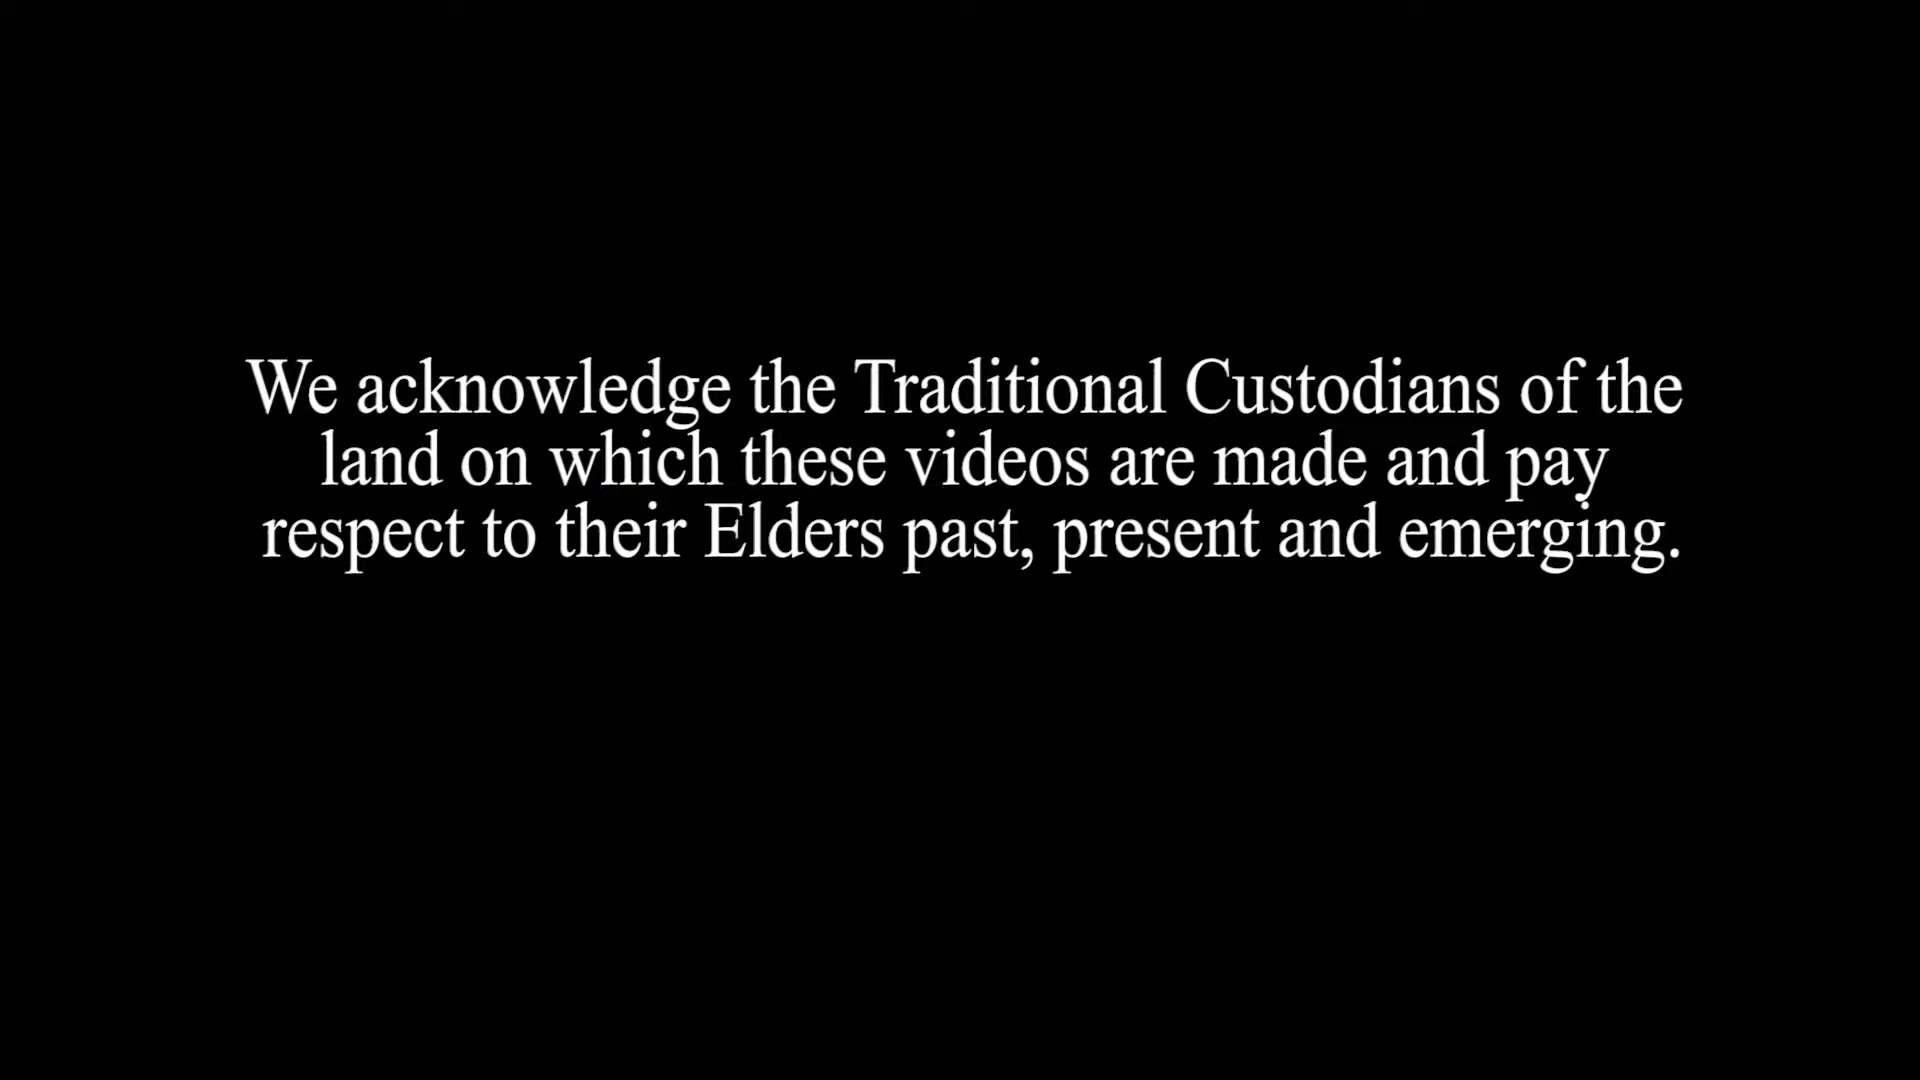 We acknowledge the Traditional Custodians of the
land on which these videos are made and pay
respect to their Elders past, present and emerging.